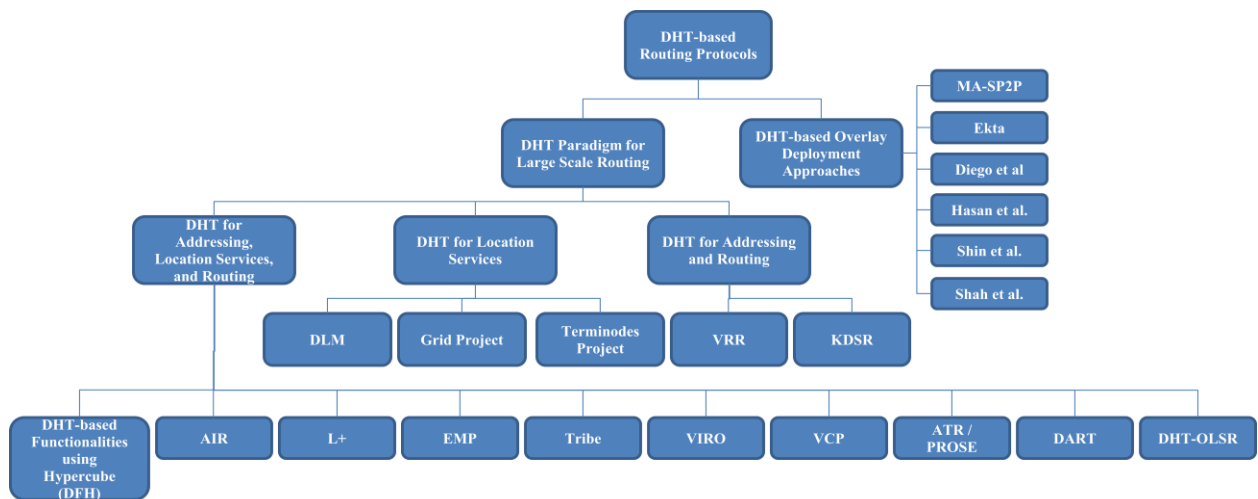 DHT-based
Routing Protocols
MA-SP2P
Ekta
DHT Paradigm for
Large Scale Routing
DHT-based Overlay
Deployment
Approaches
Diego et al
Hasan et al.
Shin et al.
Shah et al.
DHT for
Addressing,
Location Services,
and Routing
DHT for Location
Services
DHT for Addressing
and Routing
DLM
Grid Project
Terminodes
Project
VRR
KDSR
DHT-based
Functionalities
using
Hypercube
(DFH)
AIR
L+
EMP
Tribe
VIRO
VCP
ATR /
PROSE
DART
DHT-OLSR